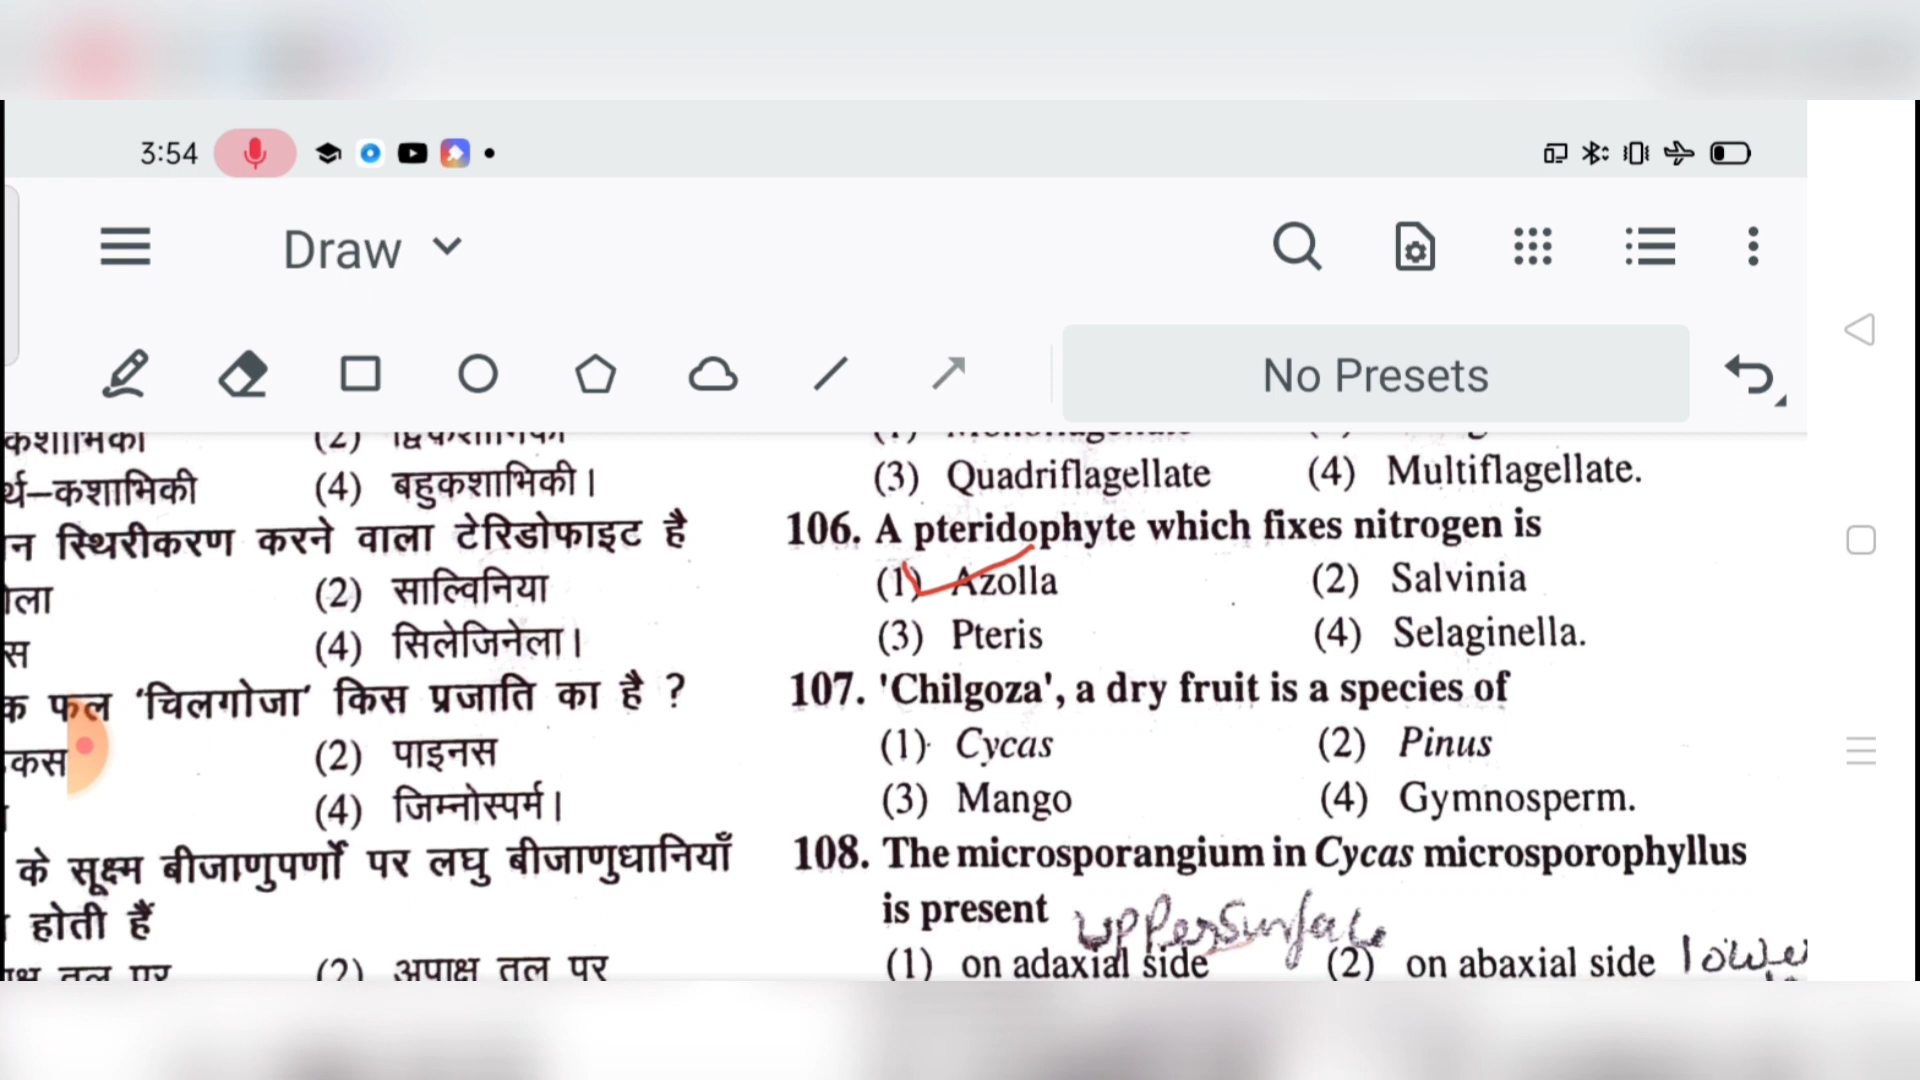 3:54
Draw
No Presets
(4) बहुकशाभिकी।
न स्थिरीकरण करने वाला टेरिडोफाइट है
(2) साल्विनिया
(4) सिलेजिनेला।
फल 'चिलगोजा' किस प्रजाति का है ?
(2) पाइनस
(4) जिम्नोस्पर्म।
के सूक्ष्म बीजाणुपर्णों पर लघु बीजाणुधानियाँ
होती हैं
(2) अपाक्ष तल पर
(3) Quadriflagellate (4) Multiflagellate.
106. A pteridophyte which fixes nitrogen is
(1) Azolla (2) Salvinia
(3) Pteris (4) Selaginella.
107. 'Chilgoza', a dry fruit is a species of
(1) Cycas (2) Pinus
(3) Mango (4) Gymnosperm.
108. The microsporangium in Cycas microsporophyllus
is present upper surface
(1) on adaxial side (2) on abaxial side lower